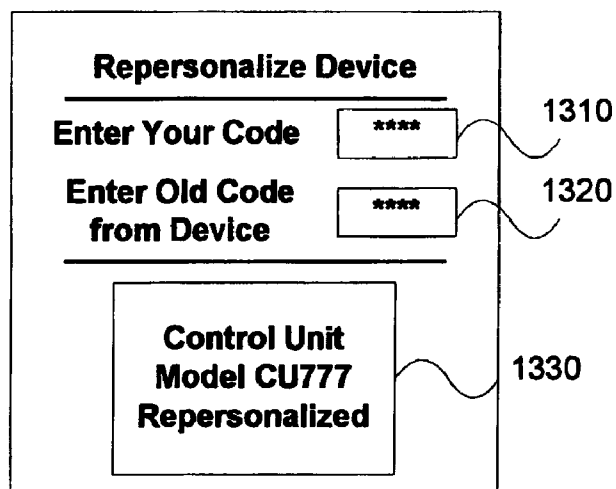 Repersonalize Device
Enter Your Code
****
1310
Enter Old Code
from Device
****
1320
Control Unit
Model CU777
Repersonalized
1330